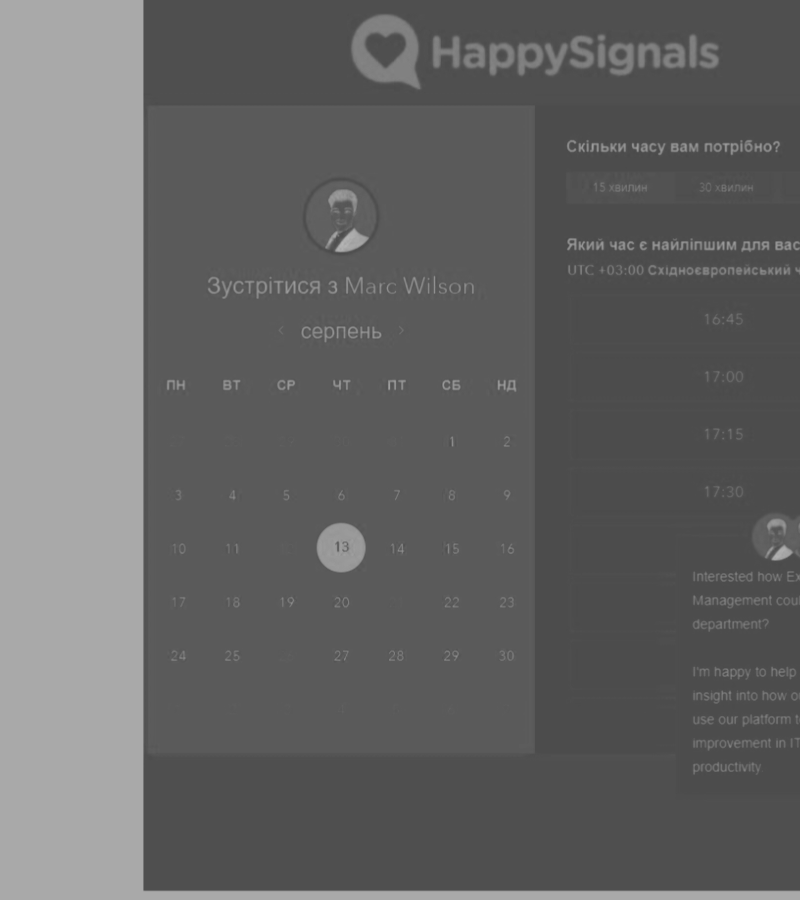 HappySignals
Зустрітися з Marc Wilson
‹ серпень ›
ПН ВТ СР ЧТ ПТ СБ НД
1 2
3 4 5 6 7 8 9
10 11 13 14 15 16
17 18 19 20 22 23
24 25 27 28 29 30
Скільки часу вам потрібно?
15 хвилин 30 хвилин
Який час є найліпшим для вас
UTC +03:00 Східноєвропейський ч
16:45
17:00
17:15
17:30
Interested how Ex
Management coul
department?
I'm happy to help
insight into how o
use our platform t
improvement in IT
productivity